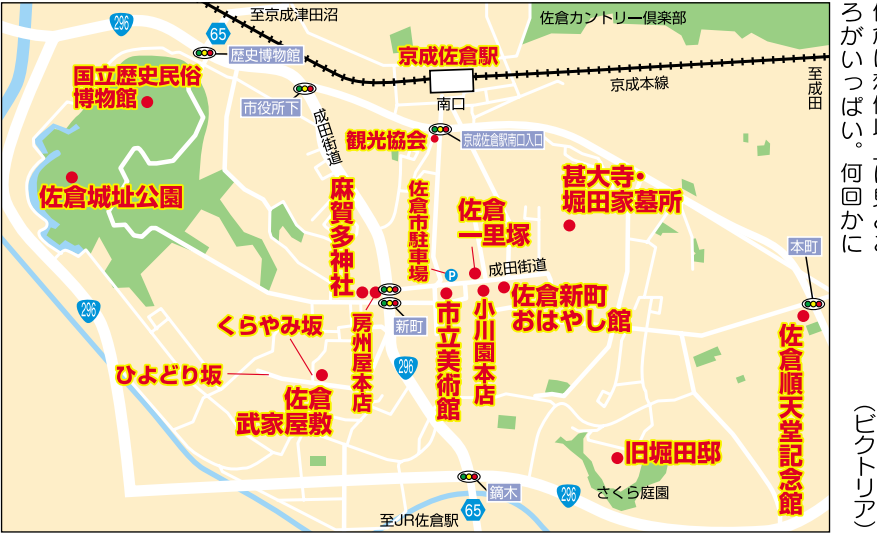 至京成津田沼
佐倉カントリー倶楽部
296
65
歴史博物館
京成佐倉駅
国立歴史民俗
博物館
市役所下
南口
京成本線
至成田
成田街道
観光協会
京成佐倉駅南口入口
佐倉城址公園
麻賀多神社
佐倉市駐車場
P
佐倉
一里塚
甚大寺・
堀田家墓所
成田街道
本町
296
くらやみ坂
ひよどり坂
佐倉
武家屋敷
房州屋本店
新町
296
市立美術館
小川園本店
佐倉新町
おはやし館
佐倉順天堂記念館
旧堀田邸
さくら庭園
鏑木
65
296
至JR佐倉駅
ろがいっぱい。何回かに
(ビクトリア)